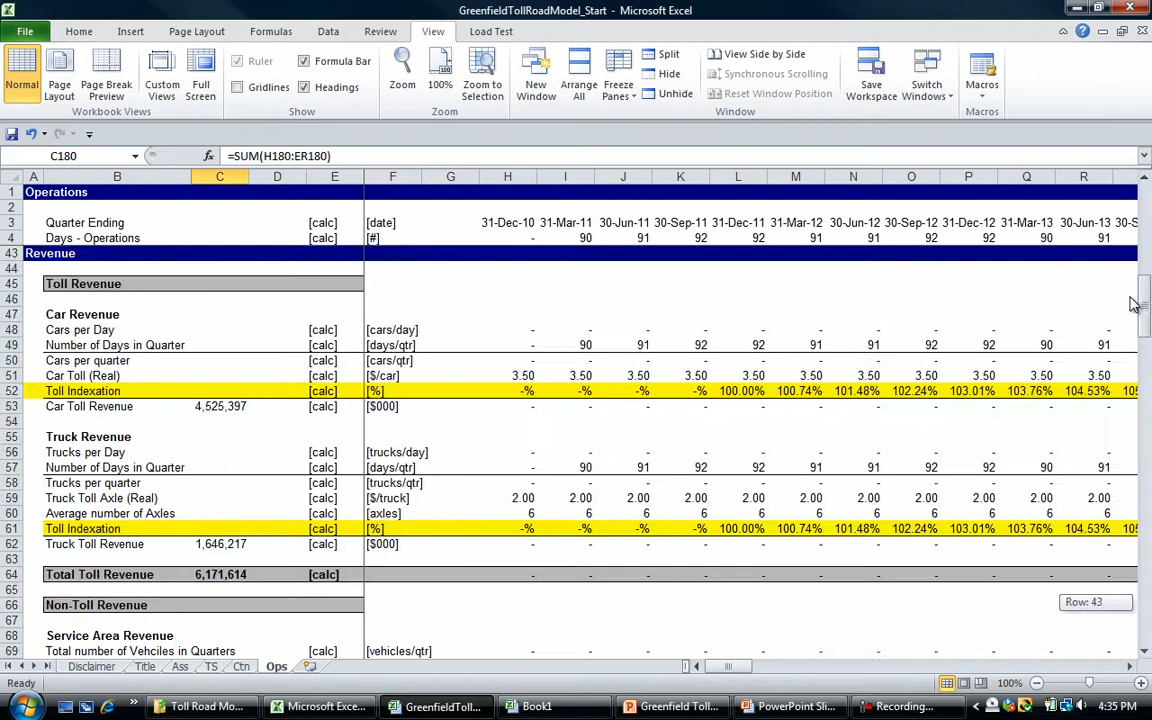 GreenfieldTollRoadModel_Start - Microsoft Excel
File Home Insert Page Layout Formulas Data Review View Load Test
Normal Page Layout Page Break Preview Custom Views Full Screen Ruler Formula Bar Gridlines Headings Zoom 100% Zoom to Selection New Window Arrange All Freeze Panes Split Hide Unhide View Side by Side Synchronous Scrolling Reset Window Position Save Workspace Switch Windows Macros
Workbook Views Show Zoom Window Macros
C180 fx =SUM(H180:ER180)
A B C D E F G H I J K L M N O P Q R
1 Operations
2
3 Quarter Ending [calc] [date] 31-Dec-10 31-Mar-11 30-Jun-11 30-Sep-11 31-Dec-11 31-Mar-12 30-Jun-12 30-Sep-12 31-Dec-12 31-Mar-13 30-Jun-13 30-S
4 Days - Operations [calc] [#] - 90 91 92 92 91 91 92 92 90 91
43 Revenue
44
45 Toll Revenue
46
47 Car Revenue
48 Cars per Day [calc] [cars/day] - - - - - - - - - - -
49 Number of Days in Quarter [calc] [days/qtr] - 90 91 92 92 91 91 92 92 90 91
50 Cars per quarter [calc] [cars/qtr] - - - - - - - - - - -
51 Car Toll (Real) [calc] [$/car] 3.50 3.50 3.50 3.50 3.50 3.50 3.50 3.50 3.50 3.50 3.50
52 Toll Indexation [calc] [%] -% -% -% -% 100.00% 100.74% 101.48% 102.24% 103.01% 103.76% 104.53% 105
53 Car Toll Revenue 4,525,397 [calc] [$000] - - - - - - - - - - -
54
55 Truck Revenue
56 Trucks per Day [calc] [trucks/day] - - - - - - - - - - -
57 Number of Days in Quarter [calc] [days/qtr] - 90 91 92 92 91 91 92 92 90 91
58 Trucks per quarter [calc] [trucks/qtr] - - - - - - - - - - -
59 Truck Toll Axle (Real) [calc] [$/truck] 2.00 2.00 2.00 2.00 2.00 2.00 2.00 2.00 2.00 2.00 2.00
60 Average number of Axles [calc] [axles] 6 6 6 6 6 6 6 6 6 6 6
61 Toll Indexation [calc] [%] -% -% -% -% 100.00% 100.74% 101.48% 102.24% 103.01% 103.76% 104.53% 105
62 Truck Toll Revenue 1,646,217 [calc] [$000] - - - - - - - - - - -
63
64 Total Toll Revenue 6,171,614 [calc] - - - - - - - - - - -
65
66 Non-Toll Revenue Row: 43
67
68 Service Area Revenue
69 Total number of Vehciles in Quarters [calc] [vehicles/qtr] - - - - - - - - - - -
Disclaimer Title Ass TS Ctn Ops
Ready 100%
Toll Road Mo... Microsoft Exce... GreenfieldToll... Book1 Greenfield Toll... PowerPoint Sli... Recording... 4:35 PM